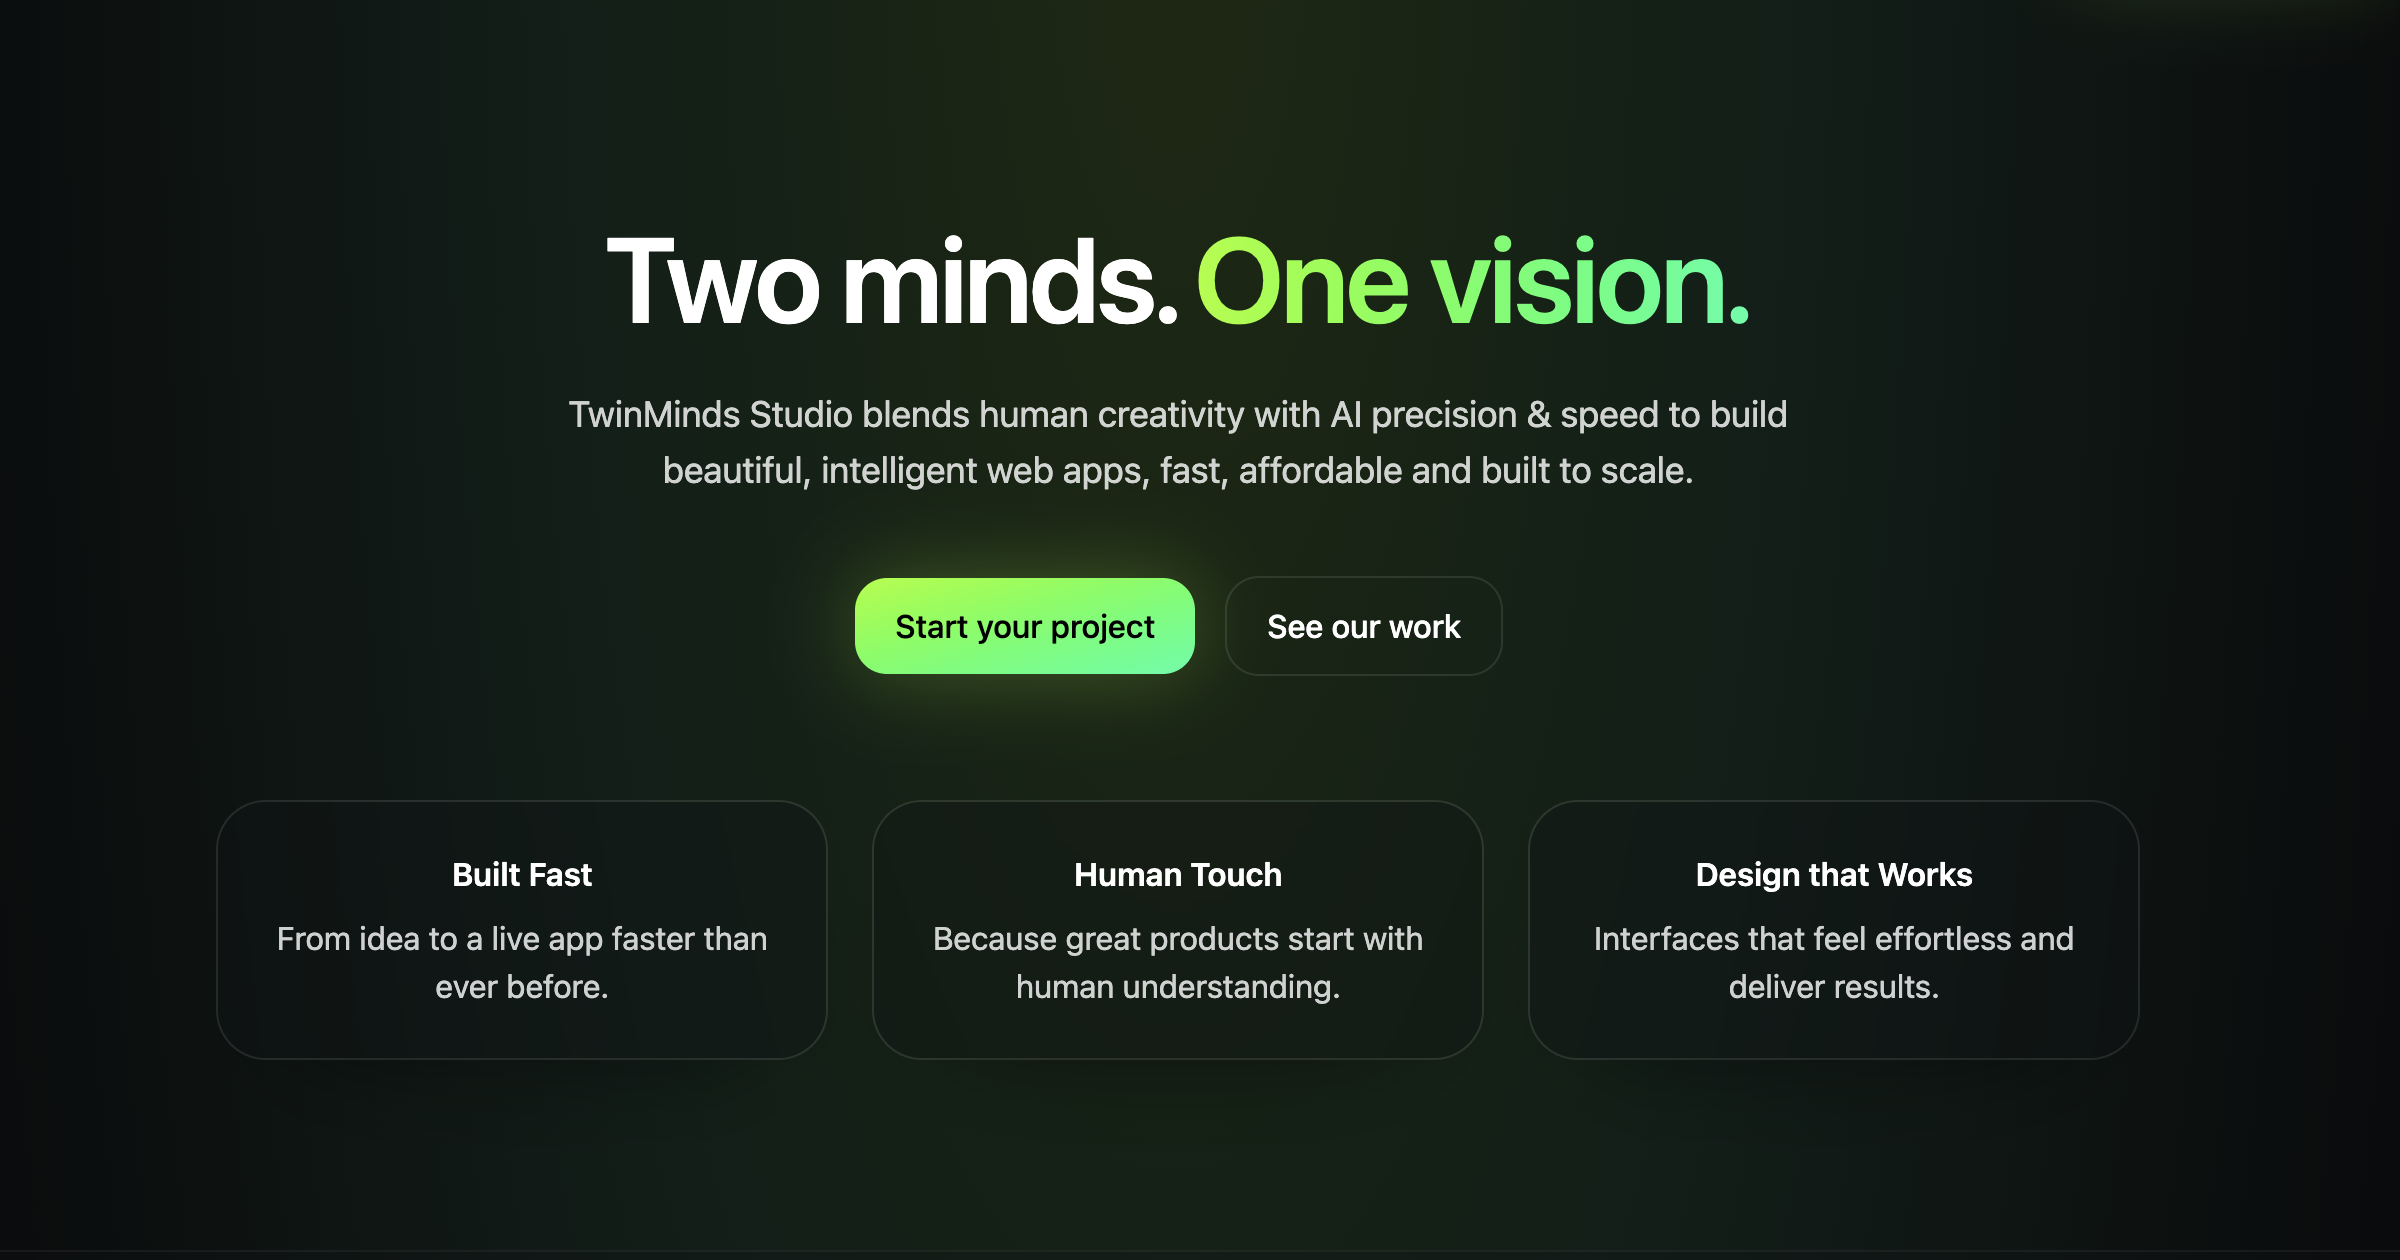 Two minds. One vision.
TwinMinds Studio blends human creativity with AI precision & speed to build
beautiful, intelligent web apps, fast, affordable and built to scale.
Start your project
See our work
Built Fast
From idea to a live app faster than
ever before.
Human Touch
Because great products start with
human understanding.
Design that Works
Interfaces that feel effortless and
deliver results.